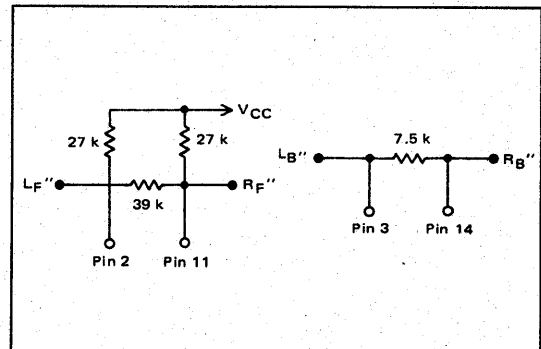 VCC
27 k
27 k
7.5 k
LB''
RB''
LF''
RF''
39 k
Pin 3
Pin 14
Pin 2
Pin 11